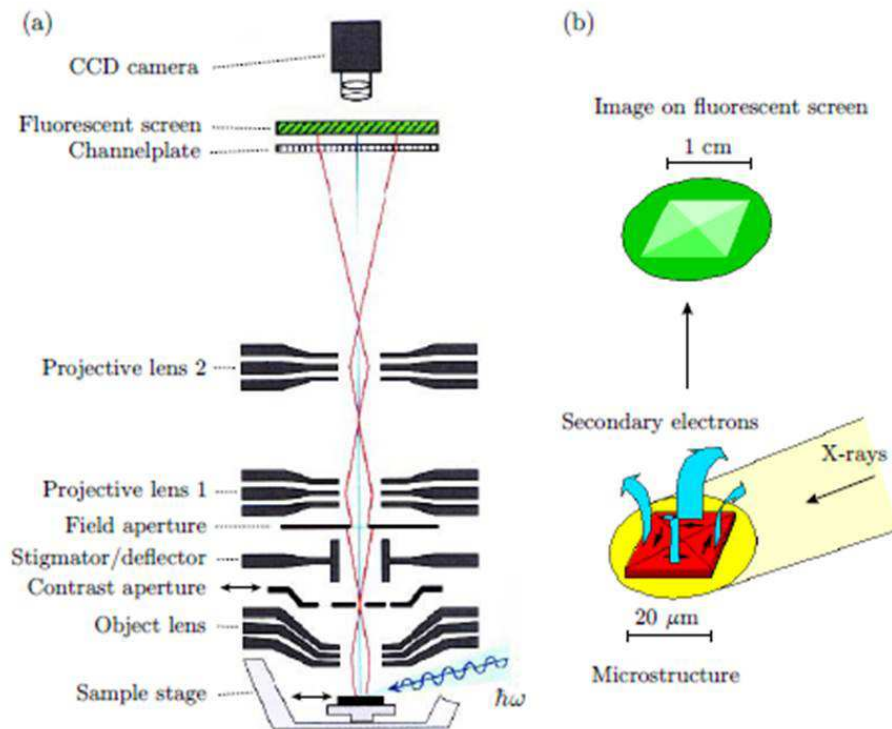 (a)
CCD camera
Fluorescent screen
Channelplate
Projective lens 2
Projective lens 1
Field aperture
Stigmator/deflector
Contrast aperture
Object lens
Sample stage
ħω
(b)
Image on fluorescent screen
1 cm
Secondary electrons
X-rays
20 μm
Microstructure